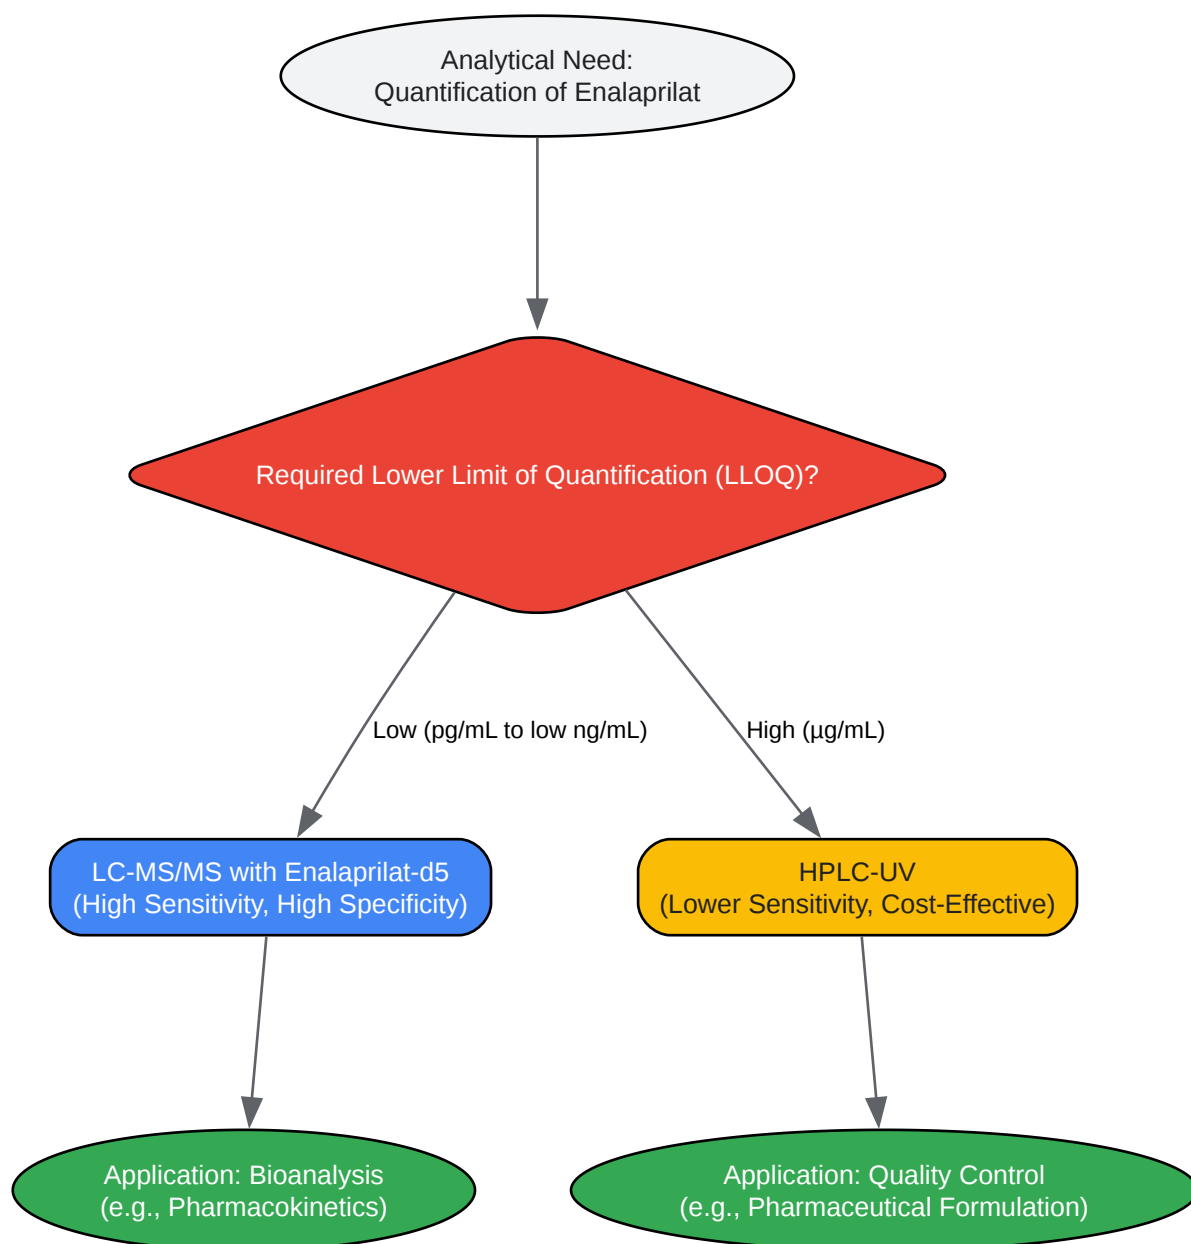 Analytical Need:
Quantification of Enalaprilat
Required Lower Limit of Quantification (LLOQ)?
Low (pg/mL to low ng/mL)
High (µg/mL)
LC-MS/MS with Enalaprilat-d5
(High Sensitivity, High Specificity)
HPLC-UV
(Lower Sensitivity, Cost-Effective)
Application: Bioanalysis
(e.g., Pharmacokinetics)
Application: Quality Control
(e.g., Pharmaceutical Formulation)